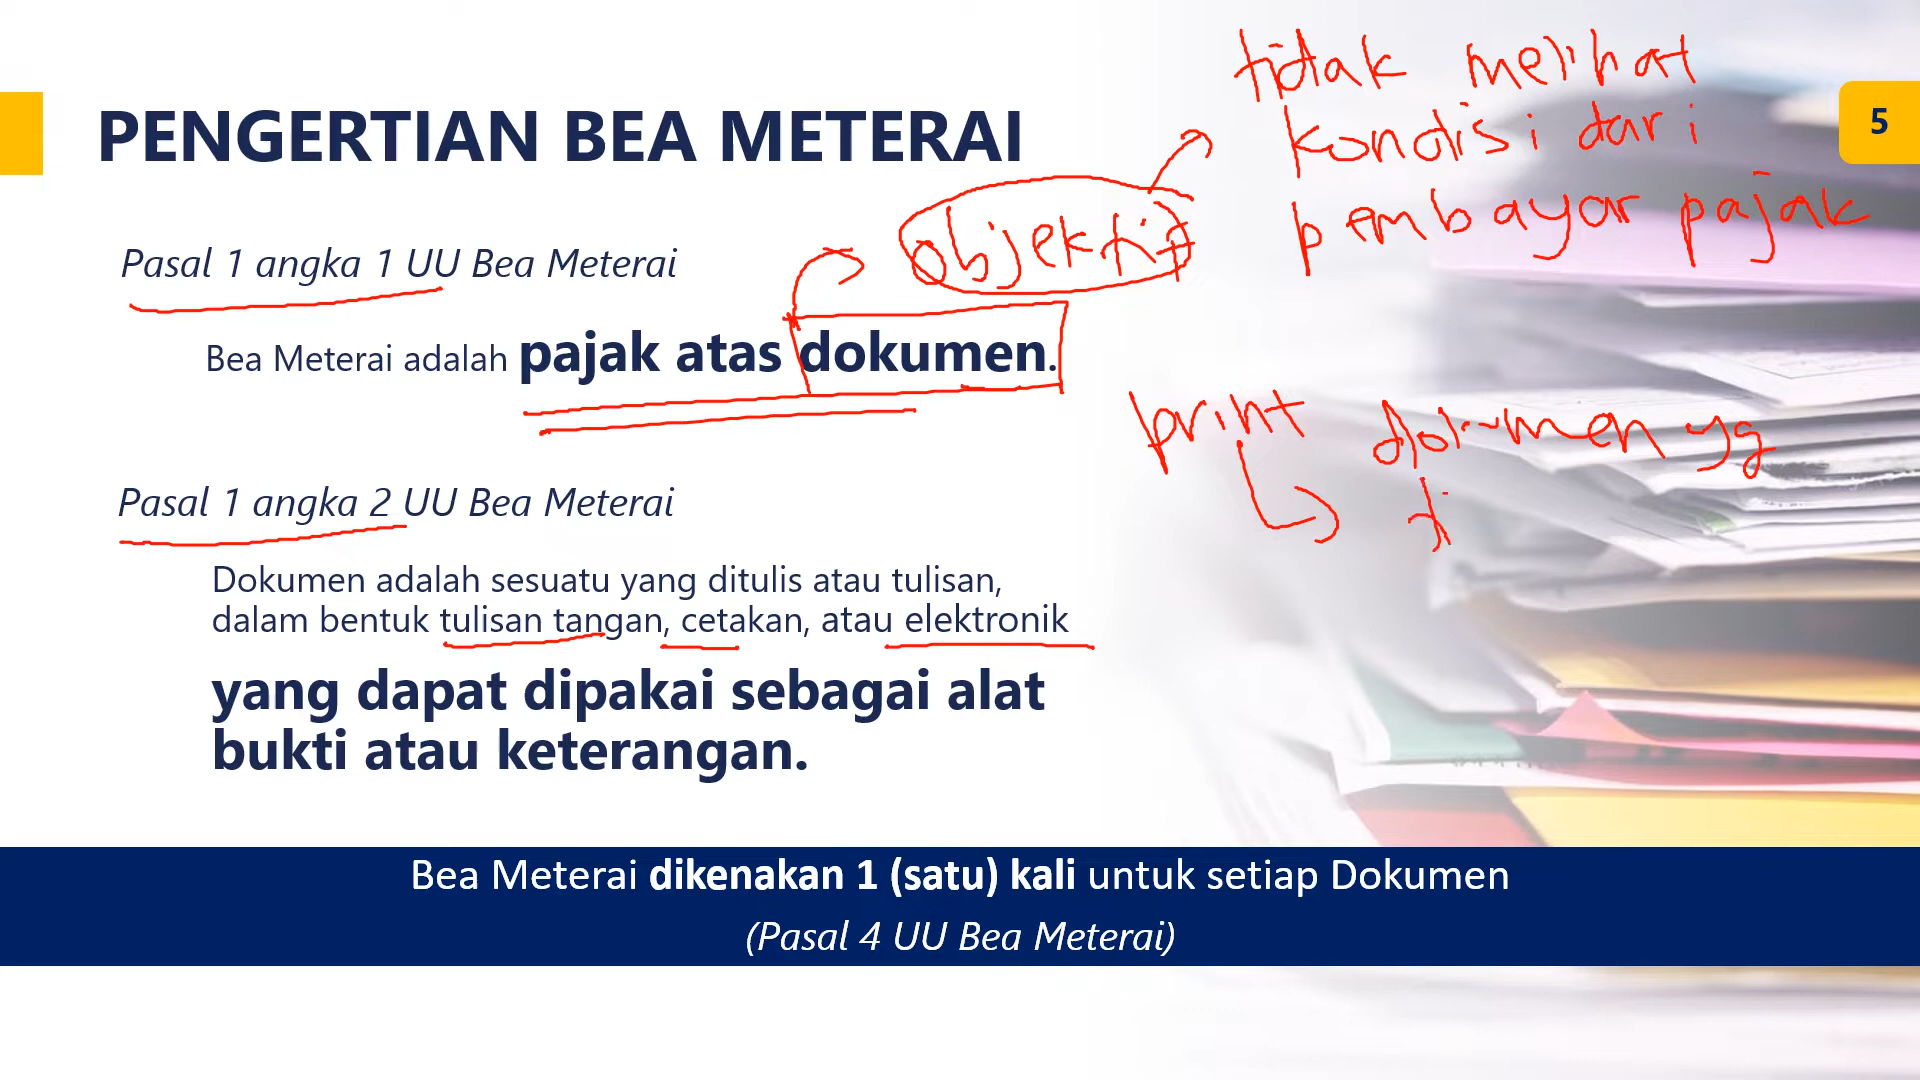 PENGERTIAN BEA METERAI
5
tidak melihat
kondisi dari
pembayar pajak
objektif
Pasal 1 angka 1 UU Bea Meterai
Bea Meterai adalah pajak atas dokumen.
print dokumen yg
Pasal 1 angka 2 UU Bea Meterai
Dokumen adalah sesuatu yang ditulis atau tulisan,
dalam bentuk tulisan tangan, cetakan, atau elektronik
yang dapat dipakai sebagai alat
bukti atau keterangan.
Bea Meterai dikenakan 1 (satu) kali untuk setiap Dokumen
(Pasal 4 UU Bea Meterai)